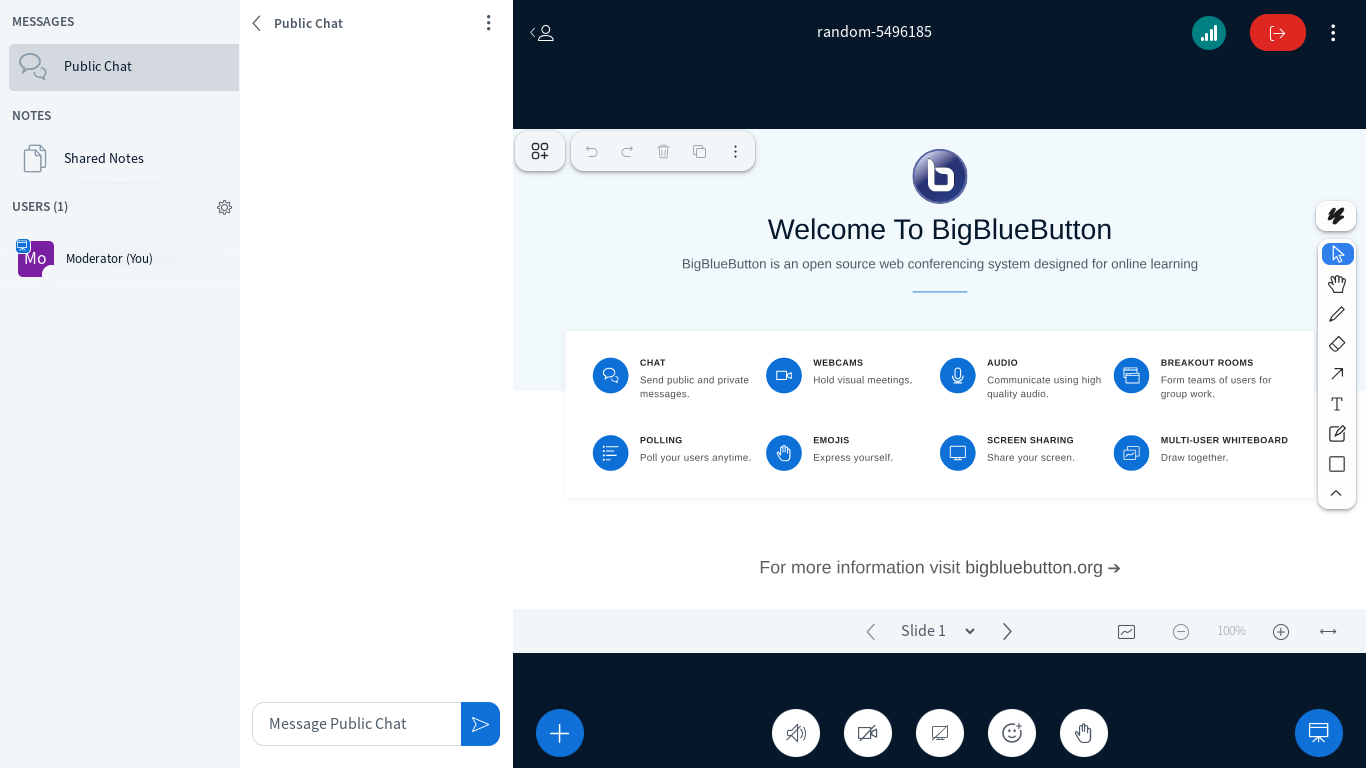 MESSAGES
Public Chat
NOTES
Shared Notes
USERS (1)
Mo
Moderator (You)
Public Chat
Message Public Chat
random-5496185
Welcome To BigBlueButton
BigBlueButton is an open source web conferencing system designed for online learning
CHAT
Send public and private
messages.
WEBCAMS
Hold visual meetings.
AUDIO
Communicate using high
quality audio.
BREAKOUT ROOMS
Form teams of users for
group work.
POLLING
Poll your users anytime.
EMOJIS
Express yourself.
SCREEN SHARING
Share your screen.
MULTI-USER WHITEBOARD
Draw together.
For more information visit bigbluebutton.org →
Slide 1
100%